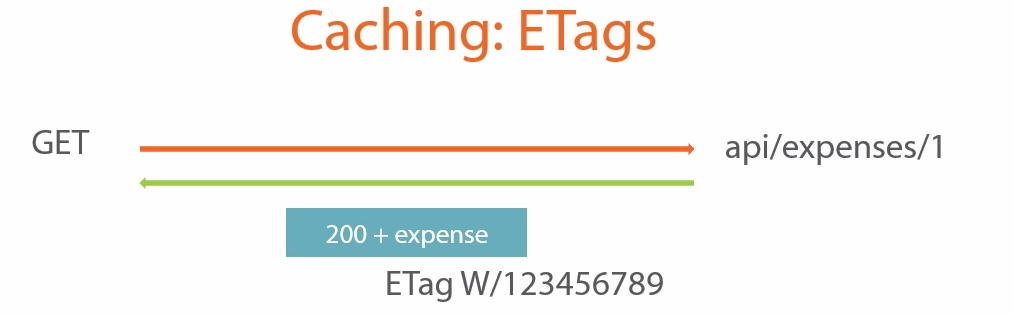 Caching: ETags
GET
api/expenses/1
200 + expense
ETag W/123456789